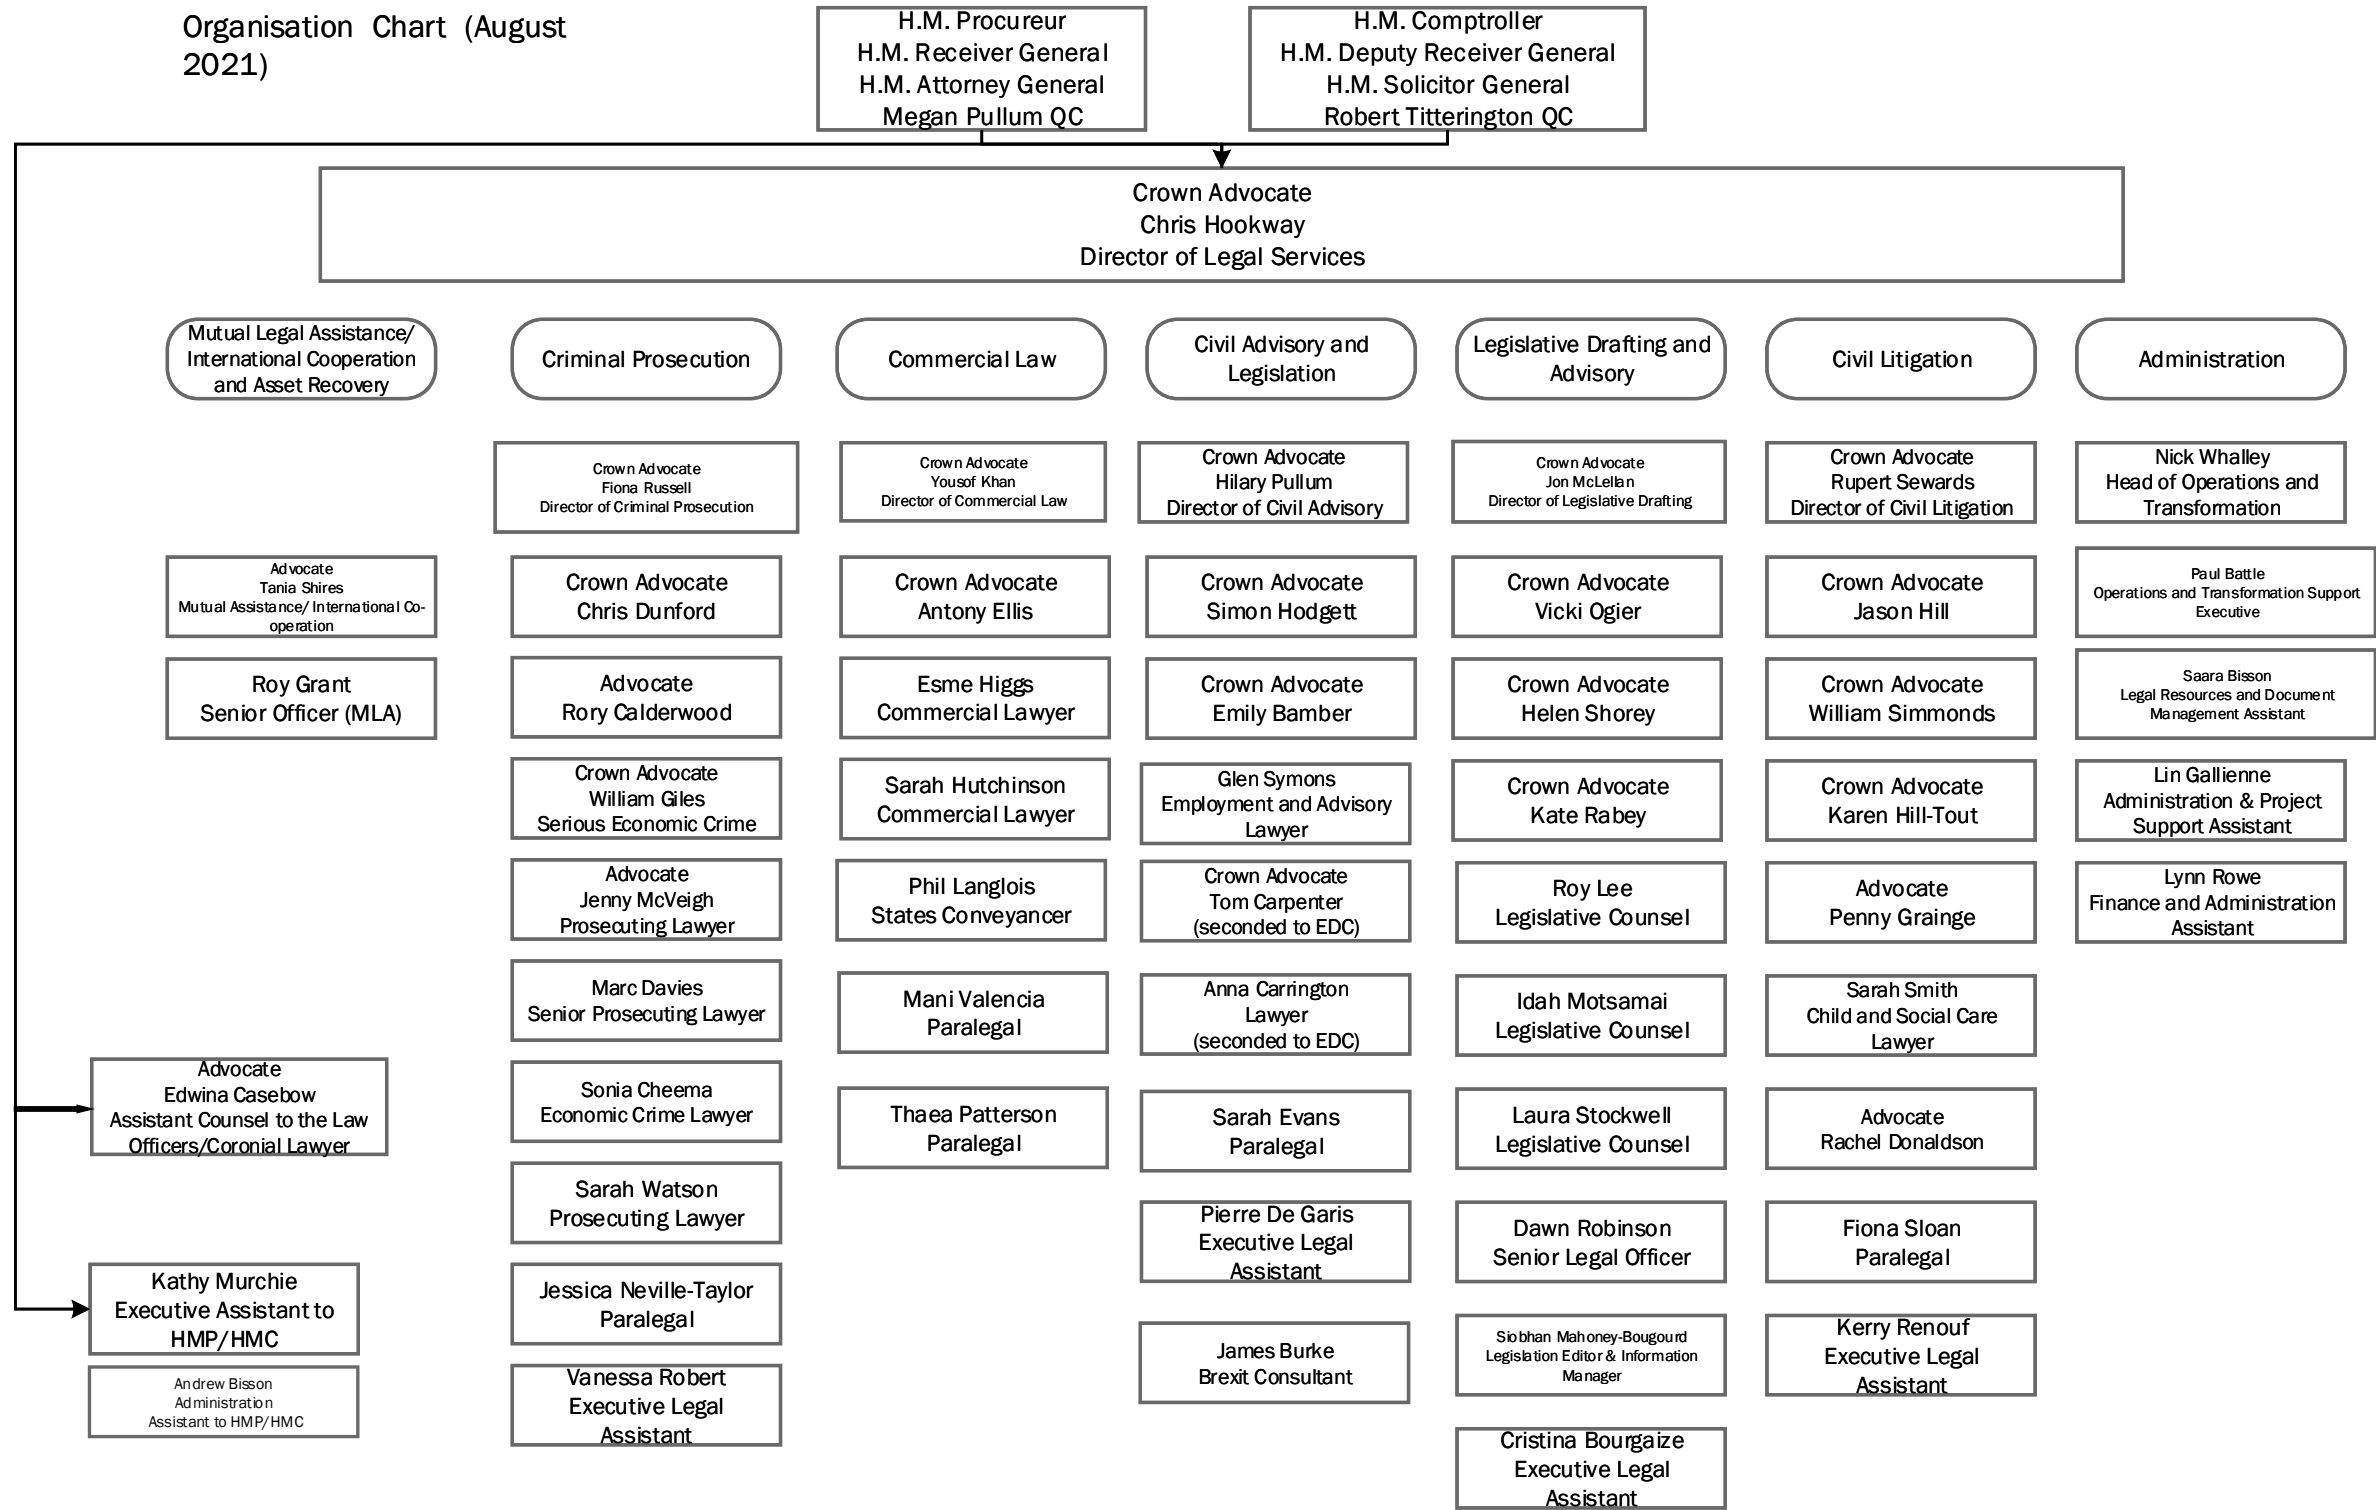 Organisation Chart (August
2021)
H.M. Procureur
H.M. Receiver General
H.M. Attorney General
Megan Pullum QC
H.M. Comptroller
H.M. Deputy Receiver General
H.M. Solicitor General
Robert Titterington QC
Crown Advocate
Chris Hookway
Director of Legal Services
Mutual Legal Assistance/
International Cooperation
and Asset Recovery
Advocate
Tania Shires
Mutual Assistance/ International Co-
operation
Roy Grant
Senior Officer (MLA)
Advocate
Edwina Casebow
Assistant Counsel to the Law
Officers/Coronial Lawyer
Kathy Murchie
Executive Assistant to
HMP/HMC
Andrew Bisson
Administration
Assistant to HMP/HMC
Criminal Prosecution
Crown Advocate
Fiona Russell
Director of Criminal Prosecution
Crown Advocate
Chris Dunford
Advocate
Rory Calderwood
Crown Advocate
William Giles
Serious Economic Crime
Advocate
Jenny McVeigh
Prosecuting Lawyer
Marc Davies
Senior Prosecuting Lawyer
Sonia Cheema
Economic Crime Lawyer
Sarah Watson
Prosecuting Lawyer
Jessica Neville-Taylor
Paralegal
Vanessa Robert
Executive Legal
Assistant
Commercial Law
Crown Advocate
Yousof Khan
Director of Commercial Law
Crown Advocate
Antony Ellis
Esme Higgs
Commercial Lawyer
Sarah Hutchinson
Commercial Lawyer
Phil Langlois
States Conveyancer
Mani Valencia
Paralegal
Thaea Patterson
Paralegal
Civil Advisory and
Legislation
Crown Advocate
Hilary Pullum
Director of Civil Advisory
Crown Advocate
Simon Hodgett
Crown Advocate
Emily Bamber
Glen Symons
Employment and Advisory
Lawyer
Crown Advocate
Tom Carpenter
(seconded to EDC)
Anna Carrington
Lawyer
(seconded to EDC)
Sarah Evans
Paralegal
Pierre De Garis
Executive Legal
Assistant
James Burke
Brexit Consultant
Legislative Drafting and
Advisory
Crown Advocate
Jon McLellan
Director of Legislative Drafting
Crown Advocate
Vicki Ogier
Crown Advocate
Helen Shorey
Crown Advocate
Kate Rabey
Roy Lee
Legislative Counsel
Idah Motsamai
Legislative Counsel
Laura Stockwell
Legislative Counsel
Dawn Robinson
Senior Legal Officer
Siobhan Mahoney-Bougourd
Legislation Editor & Information
Manager
Cristina Bourgaize
Executive Legal
Assistant
Civil Litigation
Crown Advocate
Rupert Sewards
Director of Civil Litigation
Crown Advocate
Jason Hill
Crown Advocate
William Simmonds
Crown Advocate
Karen Hill-Tout
Advocate
Penny Grainge
Sarah Smith
Child and Social Care
Lawyer
Advocate
Rachel Donaldson
Fiona Sloan
Paralegal
Kerry Renouf
Executive Legal
Assistant
Administration
Nick Whalley
Head of Operations and
Transformation
Paul Battle
Operations and Transformation Support
Executive
Saara Bisson
Legal Resources and Document
Management Assistant
Lin Gallienne
Administration & Project
Support Assistant
Lynn Rowe
Finance and Administration
Assistant